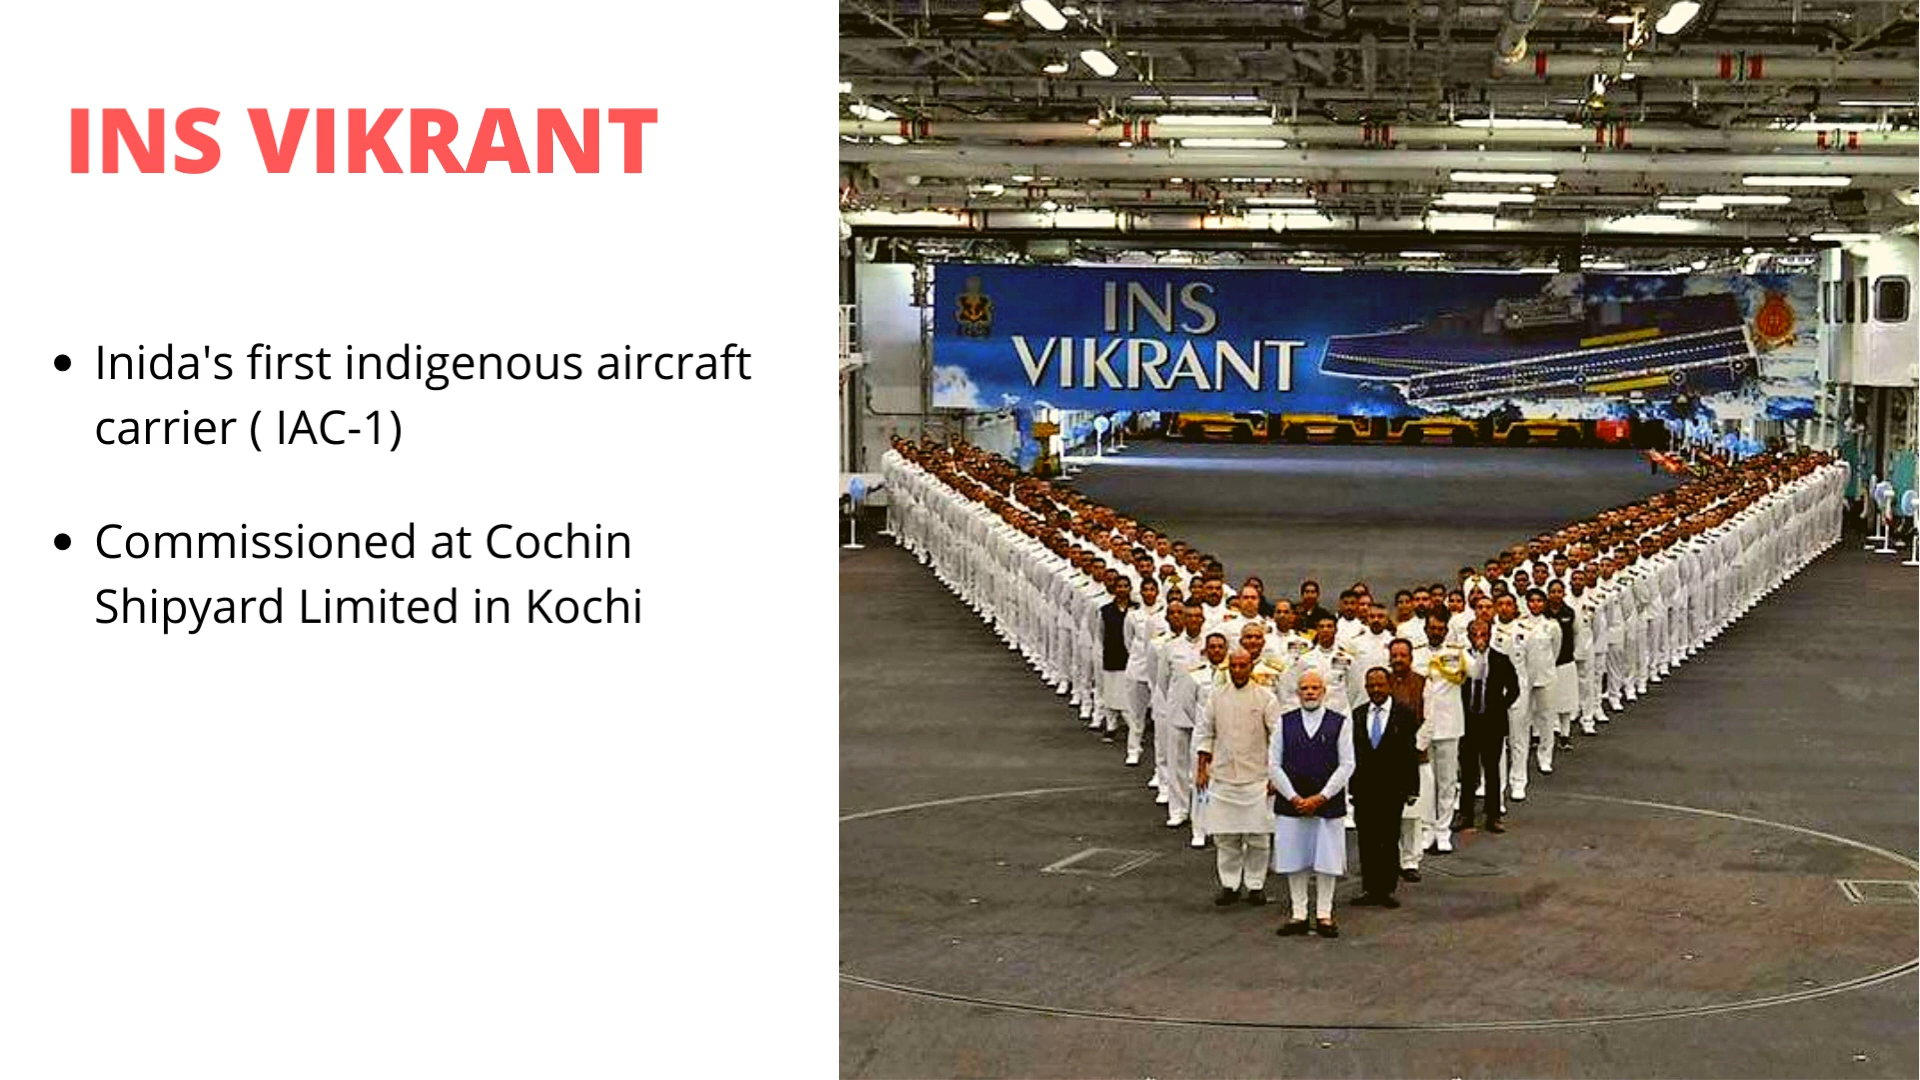 INS VIKRANT
Inida's first indigenous aircraft
carrier ( IAC-1)
Commissioned at Cochin
Shipyard Limited in Kochi
INS
VIKRANT